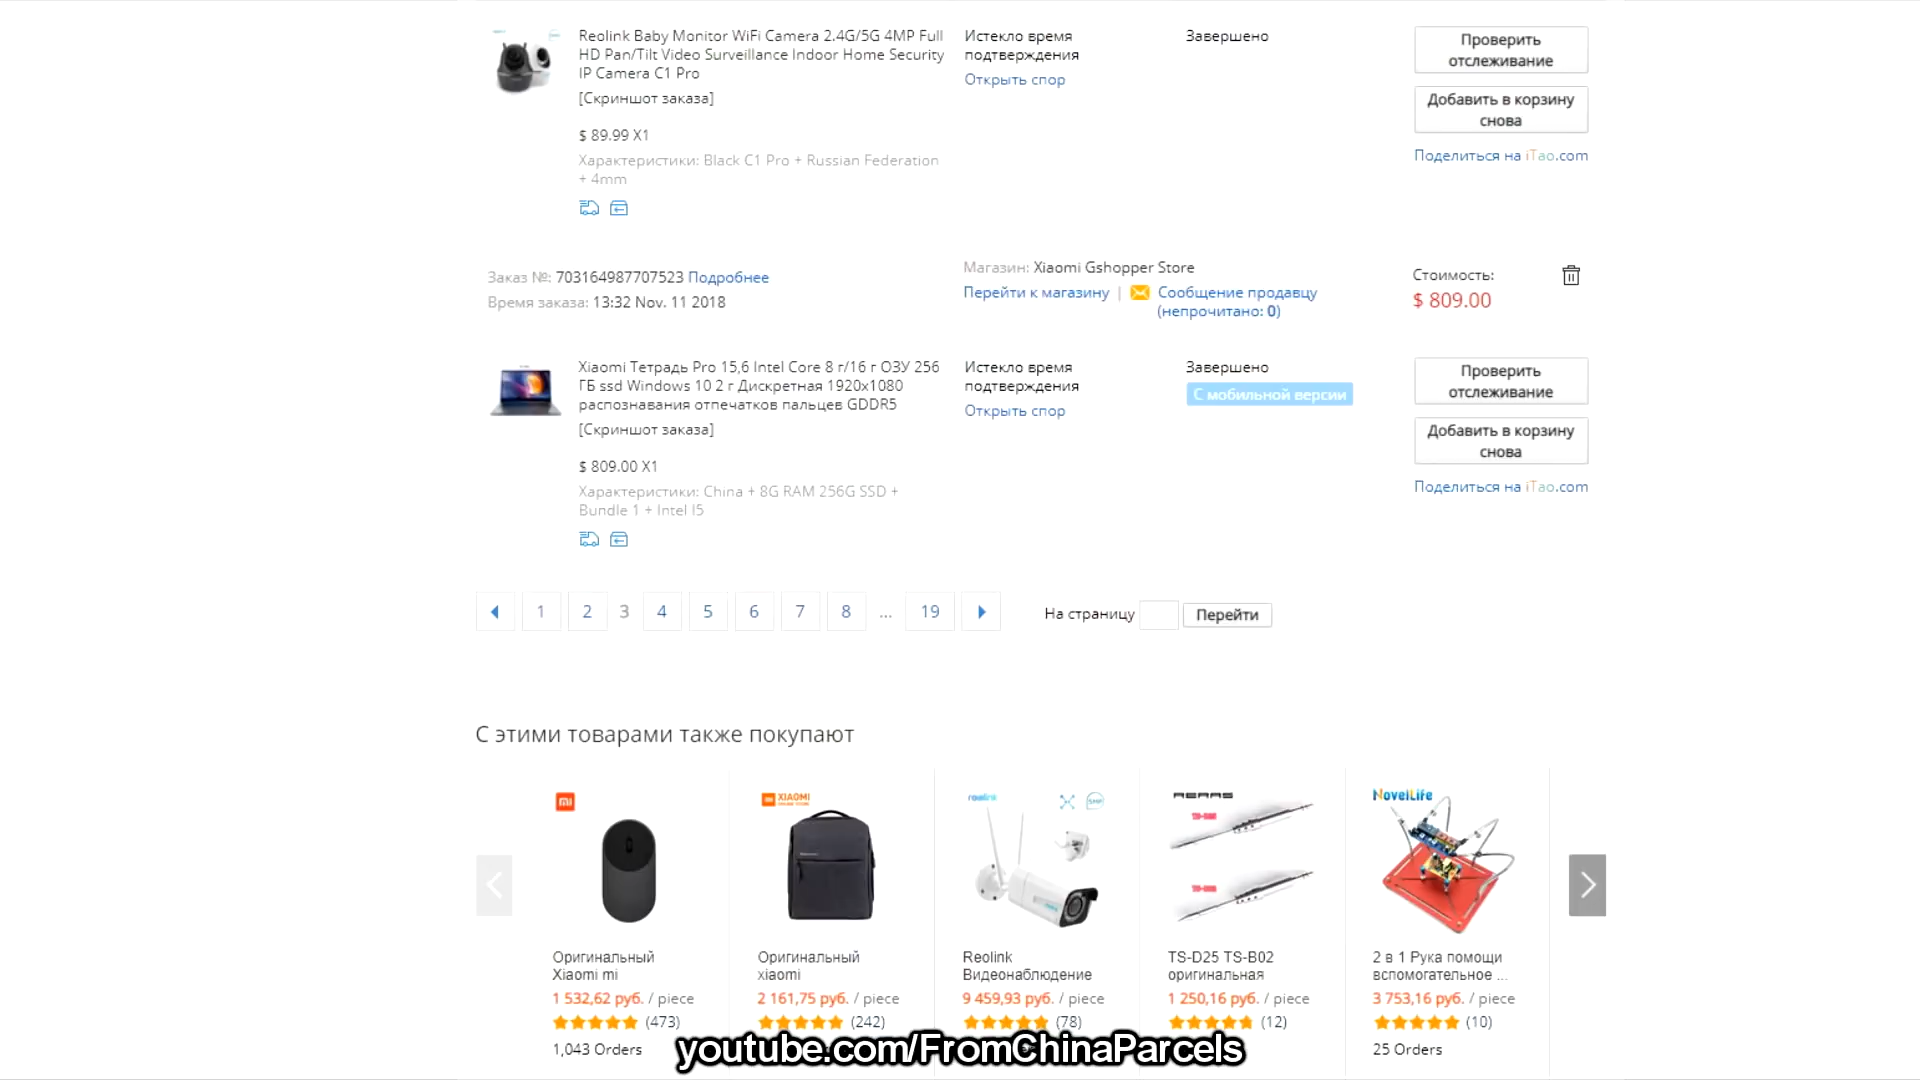 Reolink Baby Monitor WiFi Camera 2.4G/5G 4MP Full
HD Pan/Tilt Video Surveillance Indoor Home Security
IP Camera C1 Pro
[Скриншот заказа]
$ 89.99 X1
Характеристики: Black C1 Pro + Russian Federation
+ 4mm
Истекло время
подтверждения
Открыть спор
Завершено
Проверить
отслеживание
Добавить в корзину
снова
Поделиться на iTao.com
Заказ №: 703164987707523 Подробнее
Время заказа: 13:32 Nov. 11 2018
Магазин: Xiaomi Gshopper Store
Перейти к магазину | Сообщение продавцу
(непрочитано: 0)
Стоимость:
$ 809.00
Xiaomi Тетрадь Pro 15,6 Intel Core 8 г/16 г ОЗУ 256
ГБ ssd Windows 10 2 г Дискретная 1920x1080
распознавания отпечатков пальцев GDDR5
[Скриншот заказа]
$ 809.00 X1
Характеристики: China + 8G RAM 256G SSD +
Bundle 1 + Intel I5
Истекло время
подтверждения
Открыть спор
Завершено
С мобильной версии
Проверить
отслеживание
Добавить в корзину
снова
Поделиться на iTao.com
1 2 3 4 5 6 7 8 ... 19
На страницу Перейти
С этими товарами также покупают
mi
Оригинальный
Xiaomi mi
1 532,62 руб. / piece
(473)
1,043 Orders
XIAOMI
Оригинальный
xiaomi
2 161,75 руб. / piece
(242)
reolink
5MP
Reolink
Видеонаблюдение
9 459,93 руб. / piece
(78)
TS-D25 TS-B02
оригинальная
1 250,16 руб. / piece
(12)
NovelLife
2 в 1 Рука помощи
вспомогательное ...
3 753,16 руб. / piece
(10)
25 Orders
youtube.com/FromChinaParcels